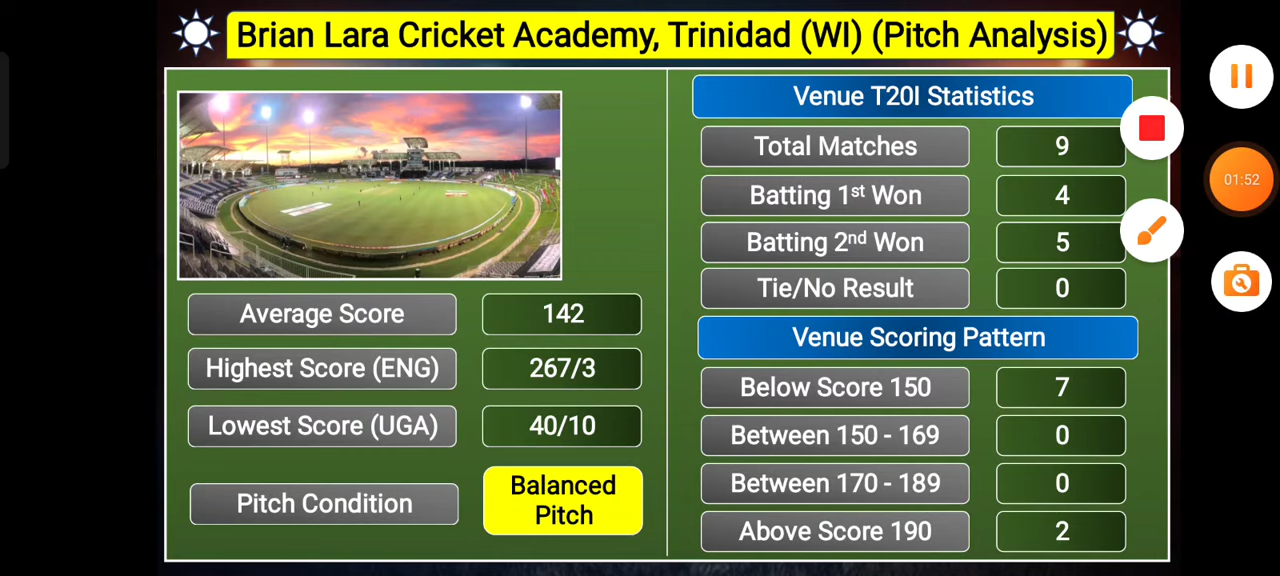 Brian Lara Cricket Academy, Trinidad (WI) (Pitch Analysis)
Average Score 142
Highest Score (ENG) 267/3
Lowest Score (UGA) 40/10
Pitch Condition Balanced
Pitch
Venue T20I Statistics
Total Matches 9
Batting 1st Won 4
Batting 2nd Won 5
Tie/No Result 0
Venue Scoring Pattern
Below Score 150 7
Between 150 - 169 0
Between 170 - 189 0
Above Score 190 2
01:52